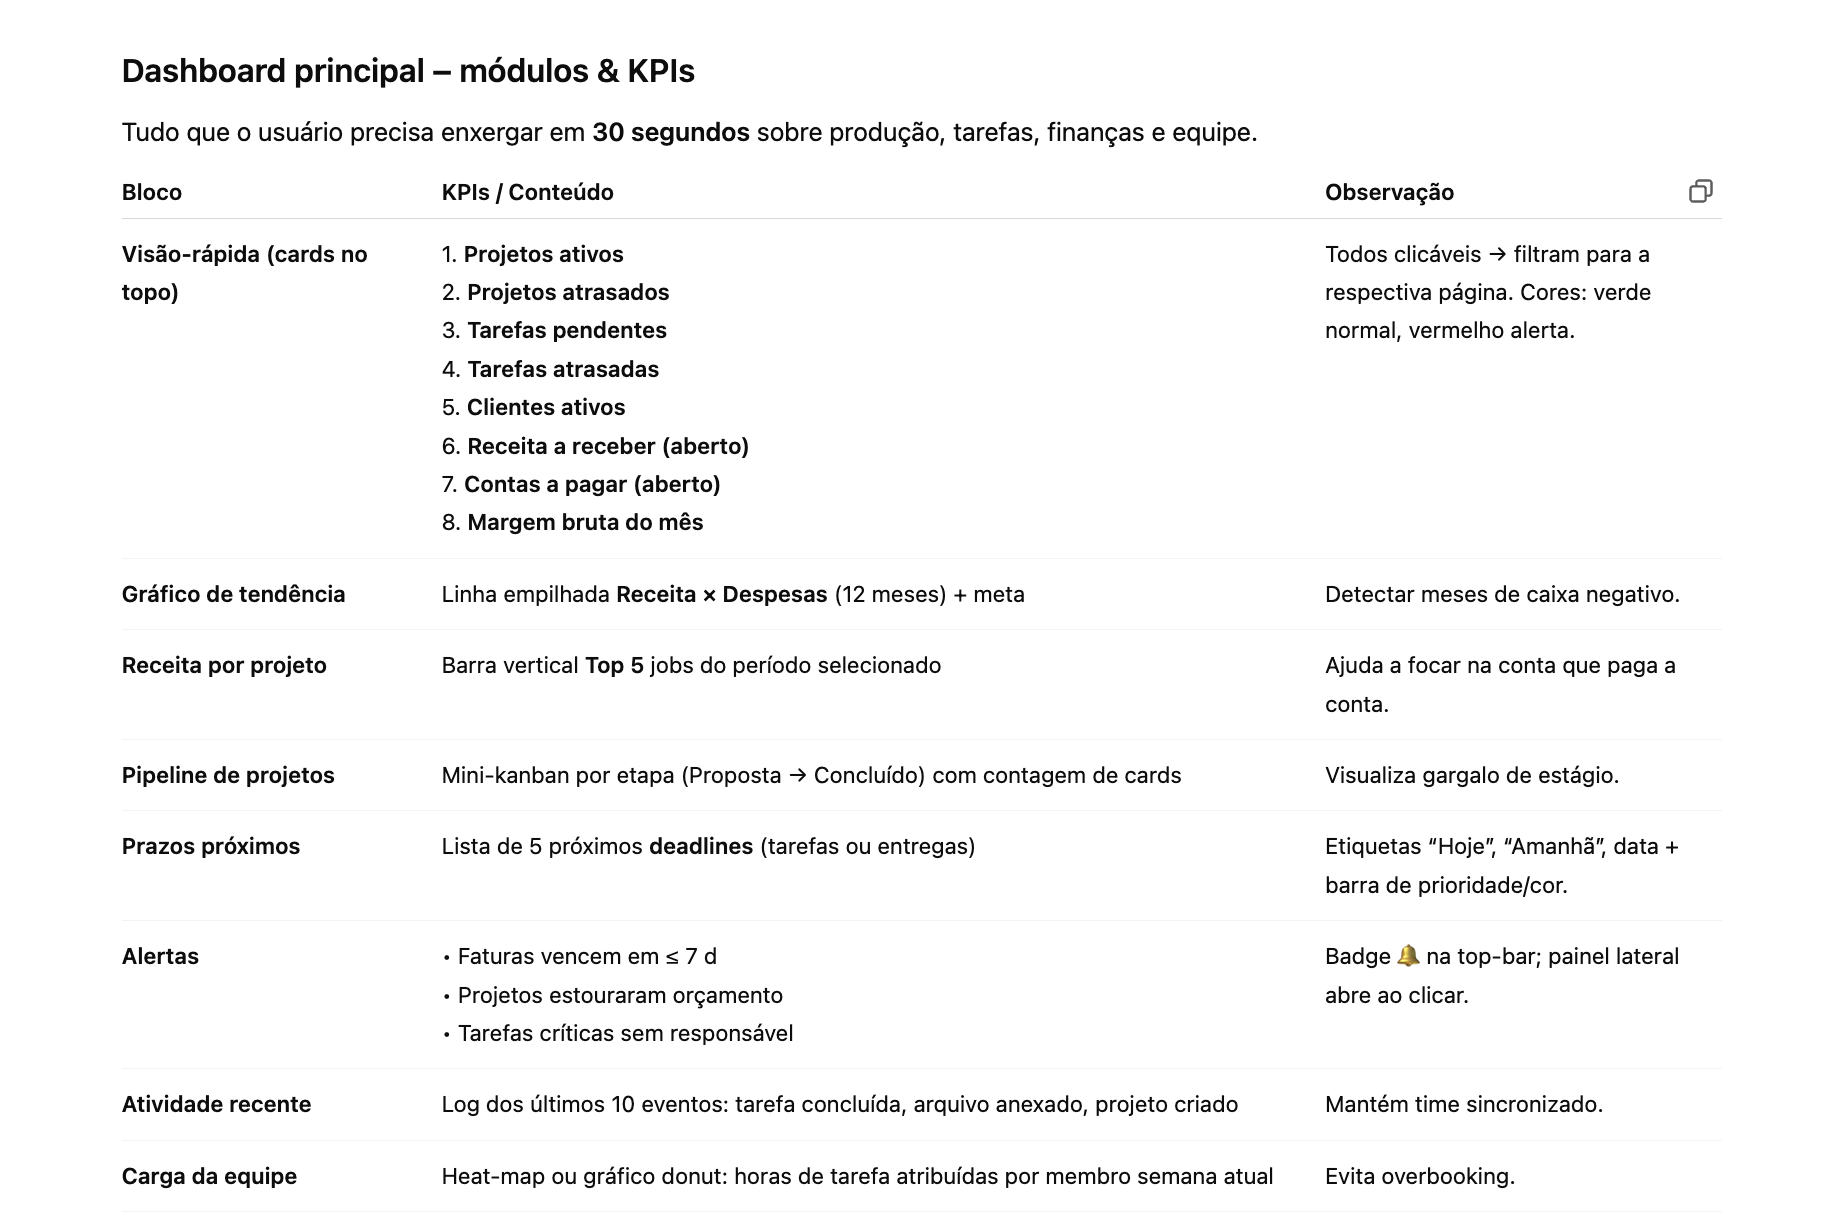 Dashboard principal – módulos & KPIs
Tudo que o usuário precisa enxergar em 30 segundos sobre produção, tarefas, finanças e equipe.
Bloco
KPIs / Conteúdo
Observação
Visão-rápida (cards no
topo)
1. Projetos ativos
2. Projetos atrasados
3. Tarefas pendentes
4. Tarefas atrasadas
5. Clientes ativos
6. Receita a receber (aberto)
7. Contas a pagar (aberto)
8. Margem bruta do mês
Todos clicáveis → filtram para a
respectiva página. Cores: verde
normal, vermelho alerta.
Gráfico de tendência
Linha empilhada Receita × Despesas (12 meses) + meta
Detectar meses de caixa negativo.
Receita por projeto
Barra vertical Top 5 jobs do período selecionado
Ajuda a focar na conta que paga a
conta.
Pipeline de projetos
Mini-kanban por etapa (Proposta → Concluído) com contagem de cards
Visualiza gargalo de estágio.
Prazos próximos
Lista de 5 próximos deadlines (tarefas ou entregas)
Etiquetas “Hoje”, “Amanhã”, data +
barra de prioridade/cor.
Alertas
• Faturas vencem em ≤ 7 d
• Projetos estouraram orçamento
• Tarefas críticas sem responsável
Badge 🔔 na top-bar; painel lateral
abre ao clicar.
Atividade recente
Log dos últimos 10 eventos: tarefa concluída, arquivo anexado, projeto criado
Mantém time sincronizado.
Carga da equipe
Heat-map ou gráfico donut: horas de tarefa atribuídas por membro semana atual
Evita overbooking.